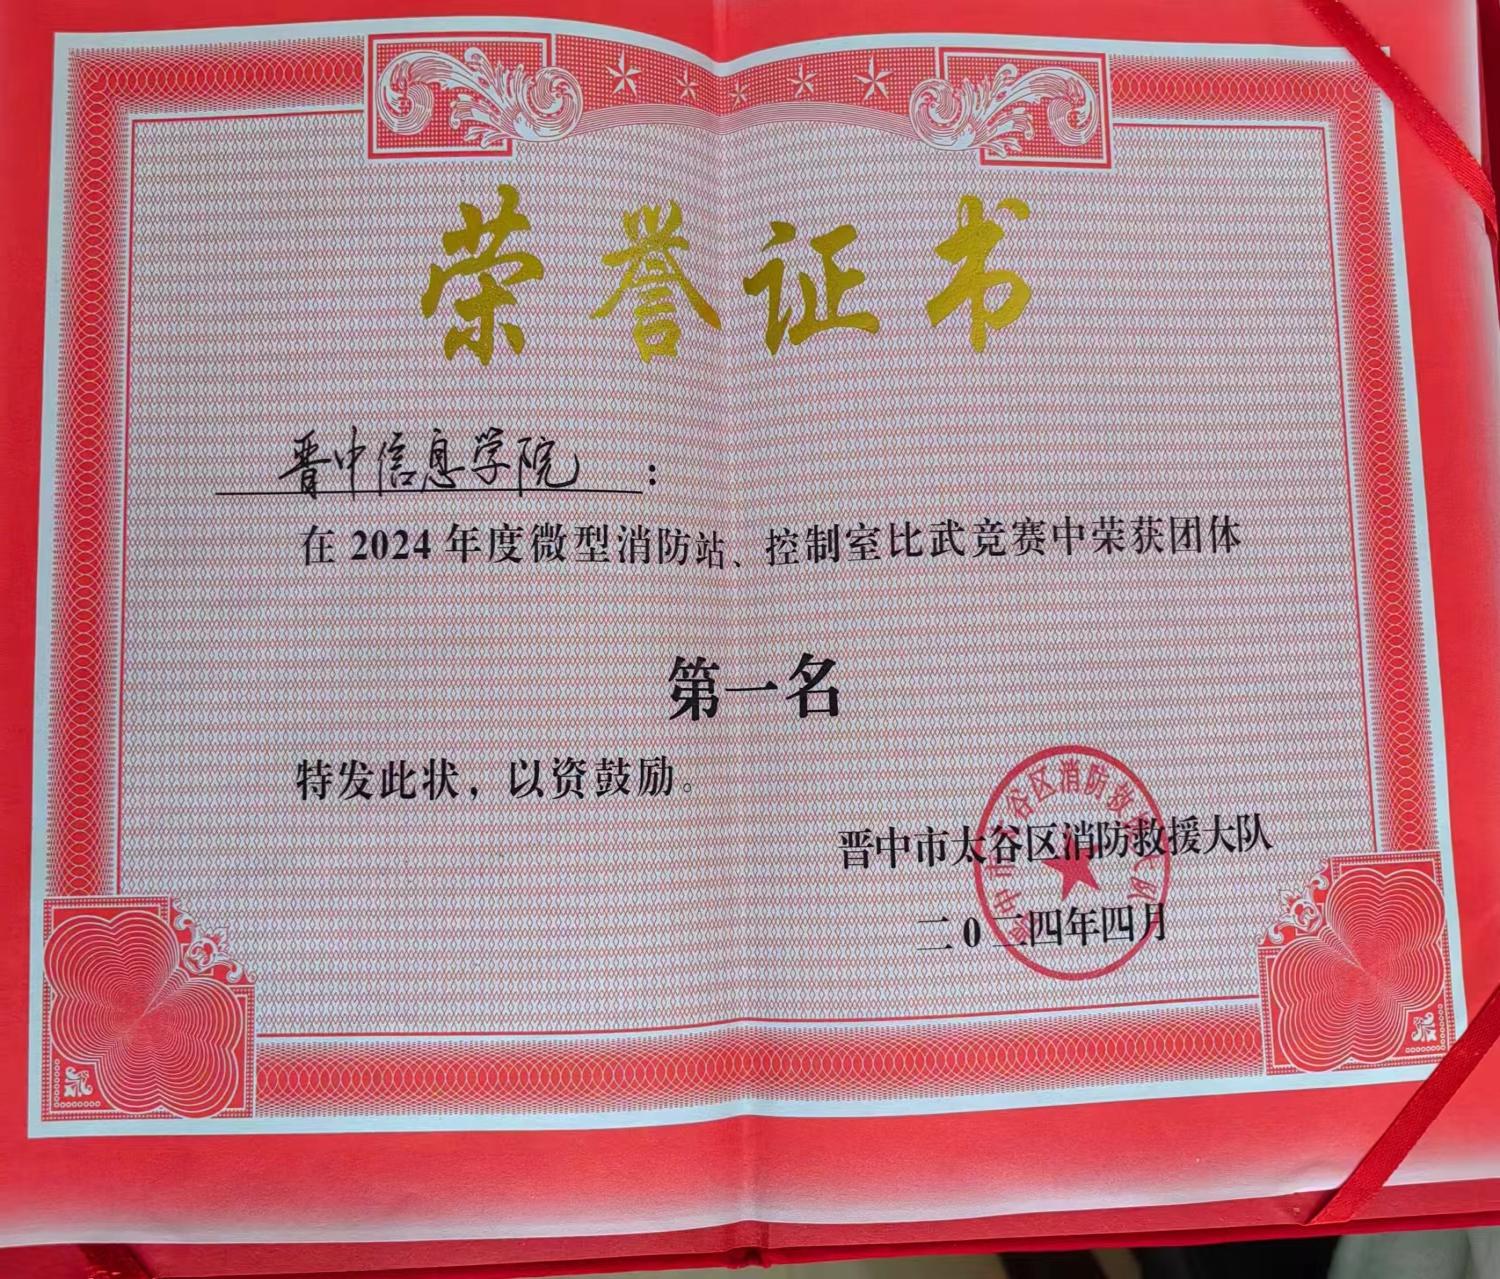 荣誉证书
晋中信息学院：
在2024年度微型消防站、控制室比武竞赛中荣获团体
第一名
特发此状，以资鼓励。
晋中市太谷区消防救援大队
二0二四年四月